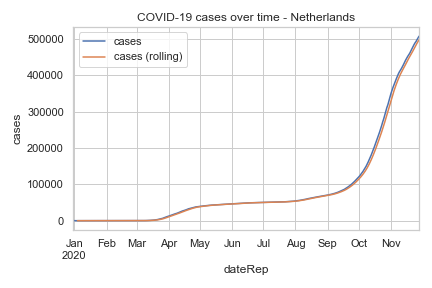 COVID-19 cases over time - Netherlands
cases
cases (rolling)
500000
400000
300000
200000
100000
0
cases
Jan Feb Mar Apr May Jun Jul Aug Sep Oct Nov
2020
dateRep